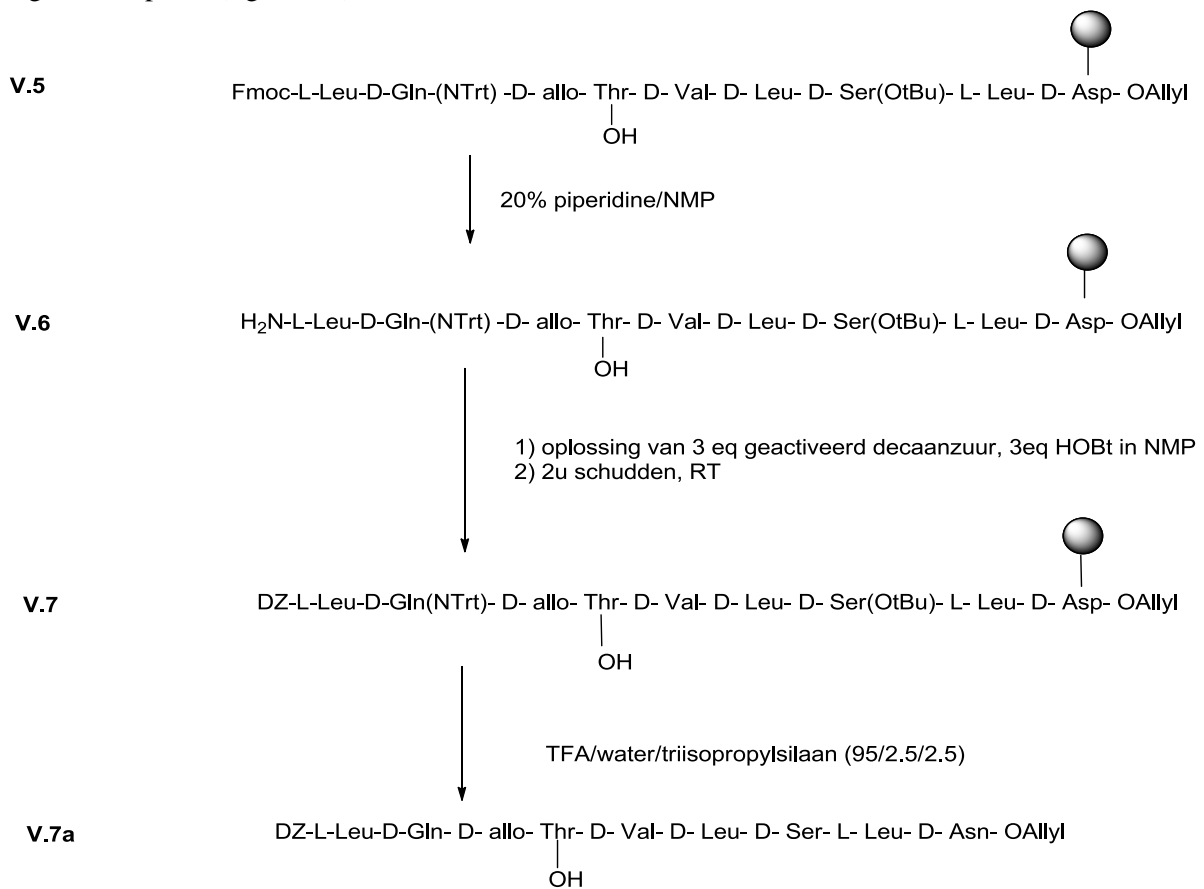 V.5
Fmoc-L-Leu-D-Gln-(NTrt) -D- allo- Thr- D- Val- D- Leu- D- Ser(OtBu)- L- Leu- D- Asp- OAllyl
OH
20% piperidine/NMP
V.6
H₂N-L-Leu-D-Gln-(NTrt) -D- allo- Thr- D- Val- D- Leu- D- Ser(OtBu)- L- Leu- D- Asp- OAllyl
OH
1) oplossing van 3 eq geactiveerd decaanzuur, 3eq HOBt in NMP
2) 2u schudden, RT
V.7
DZ-L-Leu-D-Gln(NTrt)- D- allo- Thr- D- Val- D- Leu- D- Ser(OtBu)- L- Leu- D- Asp- OAllyl
OH
TFA/water/triisopropylsilaan (95/2.5/2.5)
V.7a
DZ-L-Leu-D-Gln- D- allo- Thr- D- Val- D- Leu- D- Ser- L- Leu- D- Asn- OAllyl
OH